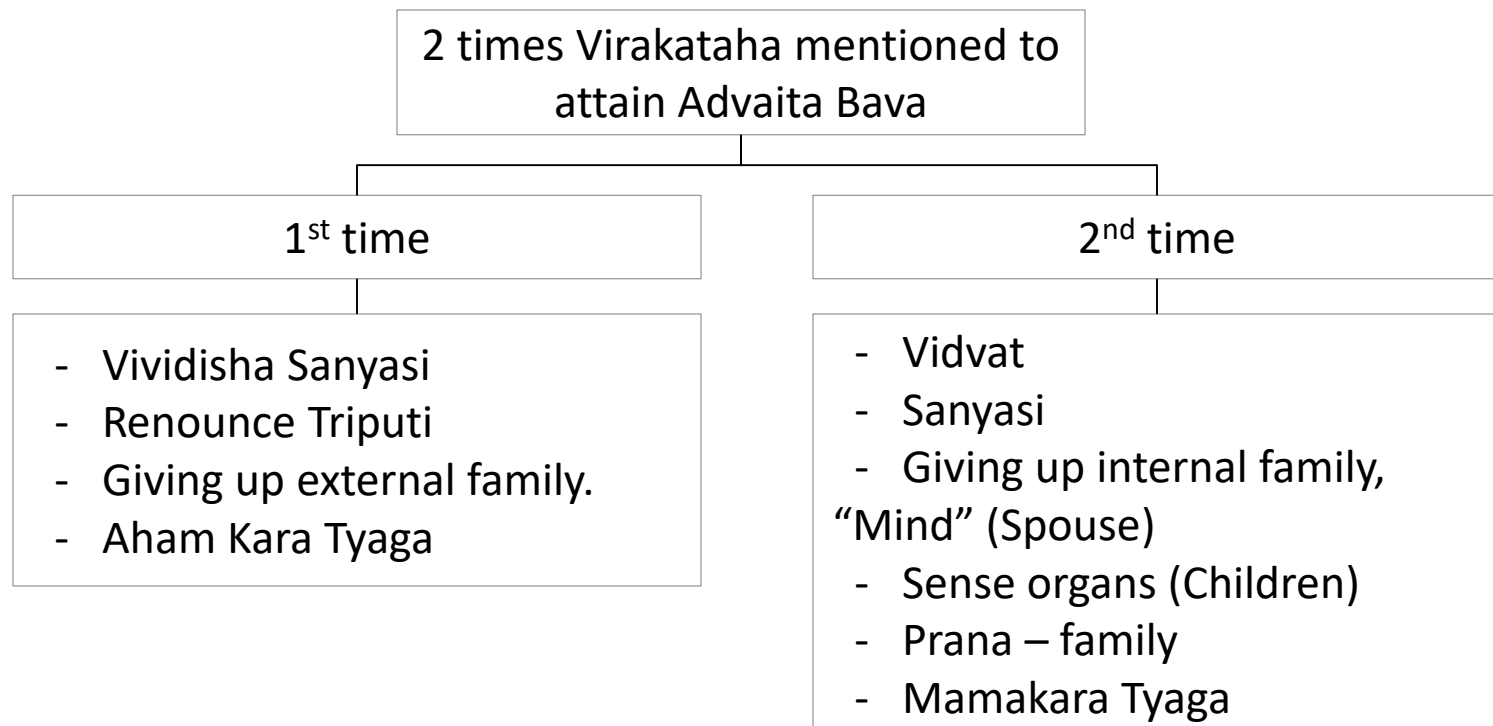 2 times Virakataha mentioned to
attain Advaita Bava
1st time
2nd time
- Vividisha Sanyasi
- Renounce Triputi
- Giving up external family.
- Aham Kara Tyaga
- Vidvat
- Sanyasi
- Giving up internal family,
“Mind” (Spouse)
- Sense organs (Children)
- Prana – family
- Mamakara Tyaga